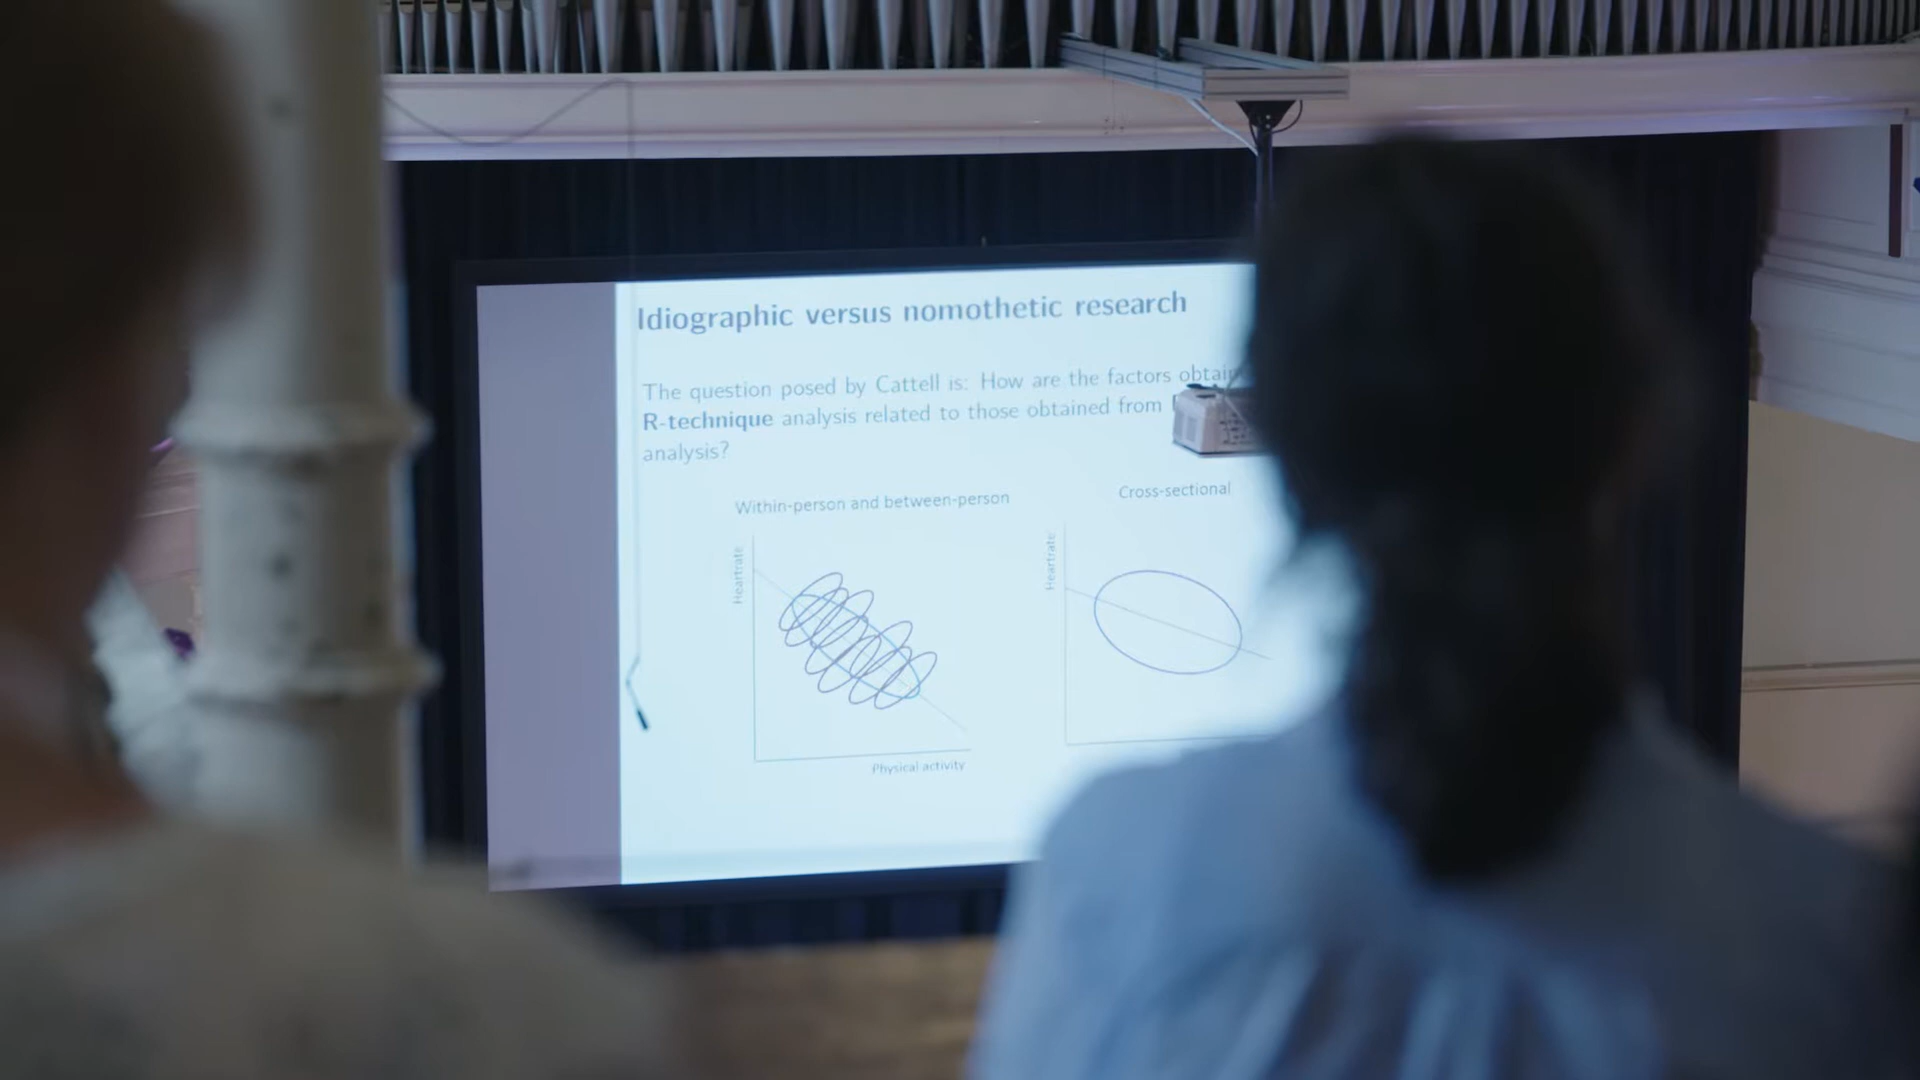 Idiographic versus nomothetic research
The question posed by Cattell is: How are the factors
R-technique analysis related to those obtained from
analysis?
Within-person and between-person
Cross-sectional
Heartrate
Heartrate
Physical activity